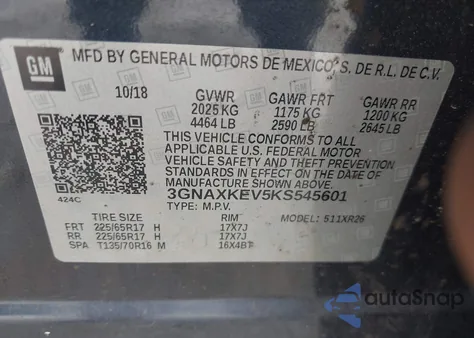 GM
MFD BY GENERAL MOTORS DE MEXICO, S. DE R.L. DE C.V.
10/18 GVWR GAWR FRT GAWR RR
2025 KG 1175 KG 1200 KG
4464 LB 2590 LB 2645 LB
THIS VEHICLE CONFORMS TO ALL
APPLICABLE U.S. FEDERAL MOTOR
VEHICLE SAFETY AND THEFT PREVENTION
STANDARDS IN EFFECT ON THE DATE OF
MANUFACTURE SHOWN ABOVE.
424C 3GNAXKEV5KS545601
TYPE: M.P.V. MODEL: 511XR26
TIRE SIZE RIM
FRT 225/65R17 H 17X7J
RR 225/65R17 H 17X7J
SPA T135/70R16 M 16X4BT
autoSnap